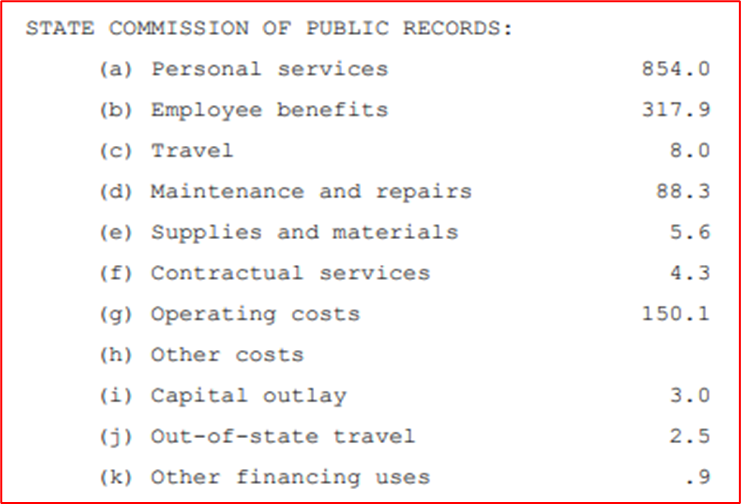 STATE COMMISSION OF PUBLIC RECORDS:
(a) Personal services 854.0
(b) Employee benefits 317.9
(c) Travel 8.0
(d) Maintenance and repairs 88.3
(e) Supplies and materials 5.6
(f) Contractual services 4.3
(g) Operating costs 150.1
(h) Other costs
(i) Capital outlay 3.0
(j) Out-of-state travel 2.5
(k) Other financing uses .9